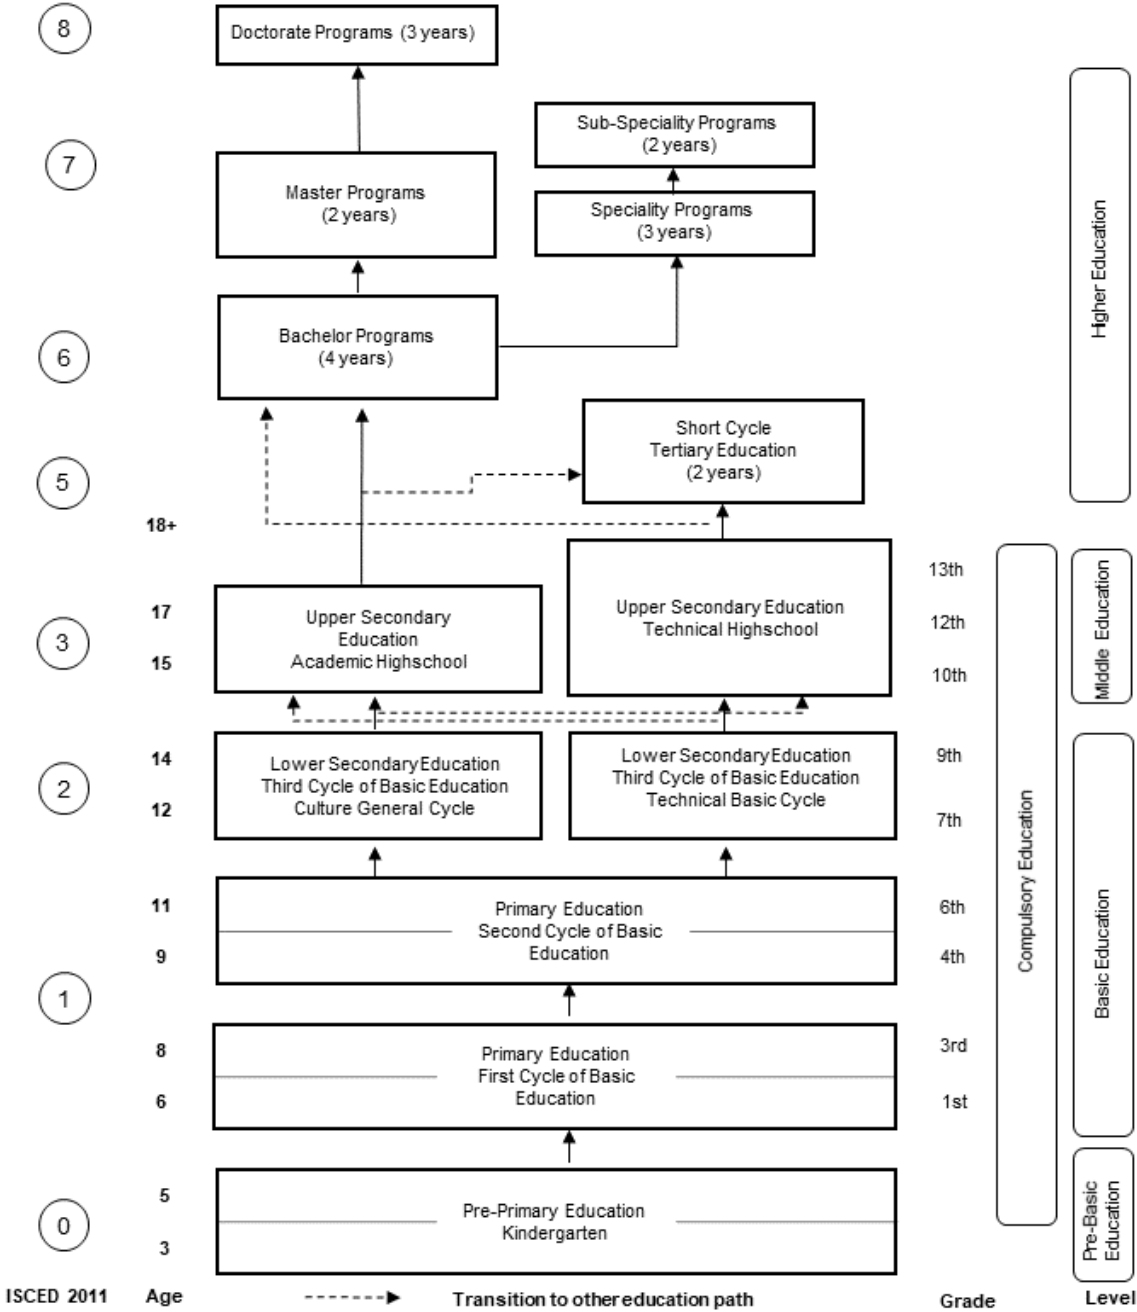 8
Doctorate Programs (3 years)
Sub-Speciality Programs
(2 years)
7
Master Programs
(2 years)
Speciality Programs
(3 years)
Higher Education
6
Bachelor Programs
(4 years)
5
Short Cycle
Tertiary Education
(2 years)
18+
3
17
15
Upper Secondary
Education
Academic Highschool
Upper Secondary Education
Technical Highschool
13th
12th
10th
Middle Education
2
14
12
Lower Secondary Education
Third Cycle of Basic Education
Culture General Cycle
Lower Secondary Education
Third Cycle of Basic Education
Technical Basic Cycle
9th
7th
Compulsory Education
Basic Education
1
11
9
Primary Education
Second Cycle of Basic
Education
6th
4th
8
6
Primary Education
First Cycle of Basic
Education
3rd
1st
0
5
3
Pre-Primary Education
Kindergarten
Pre-Basic
Education
ISCED 2011
Age
Transition to other education path
Grade
Level